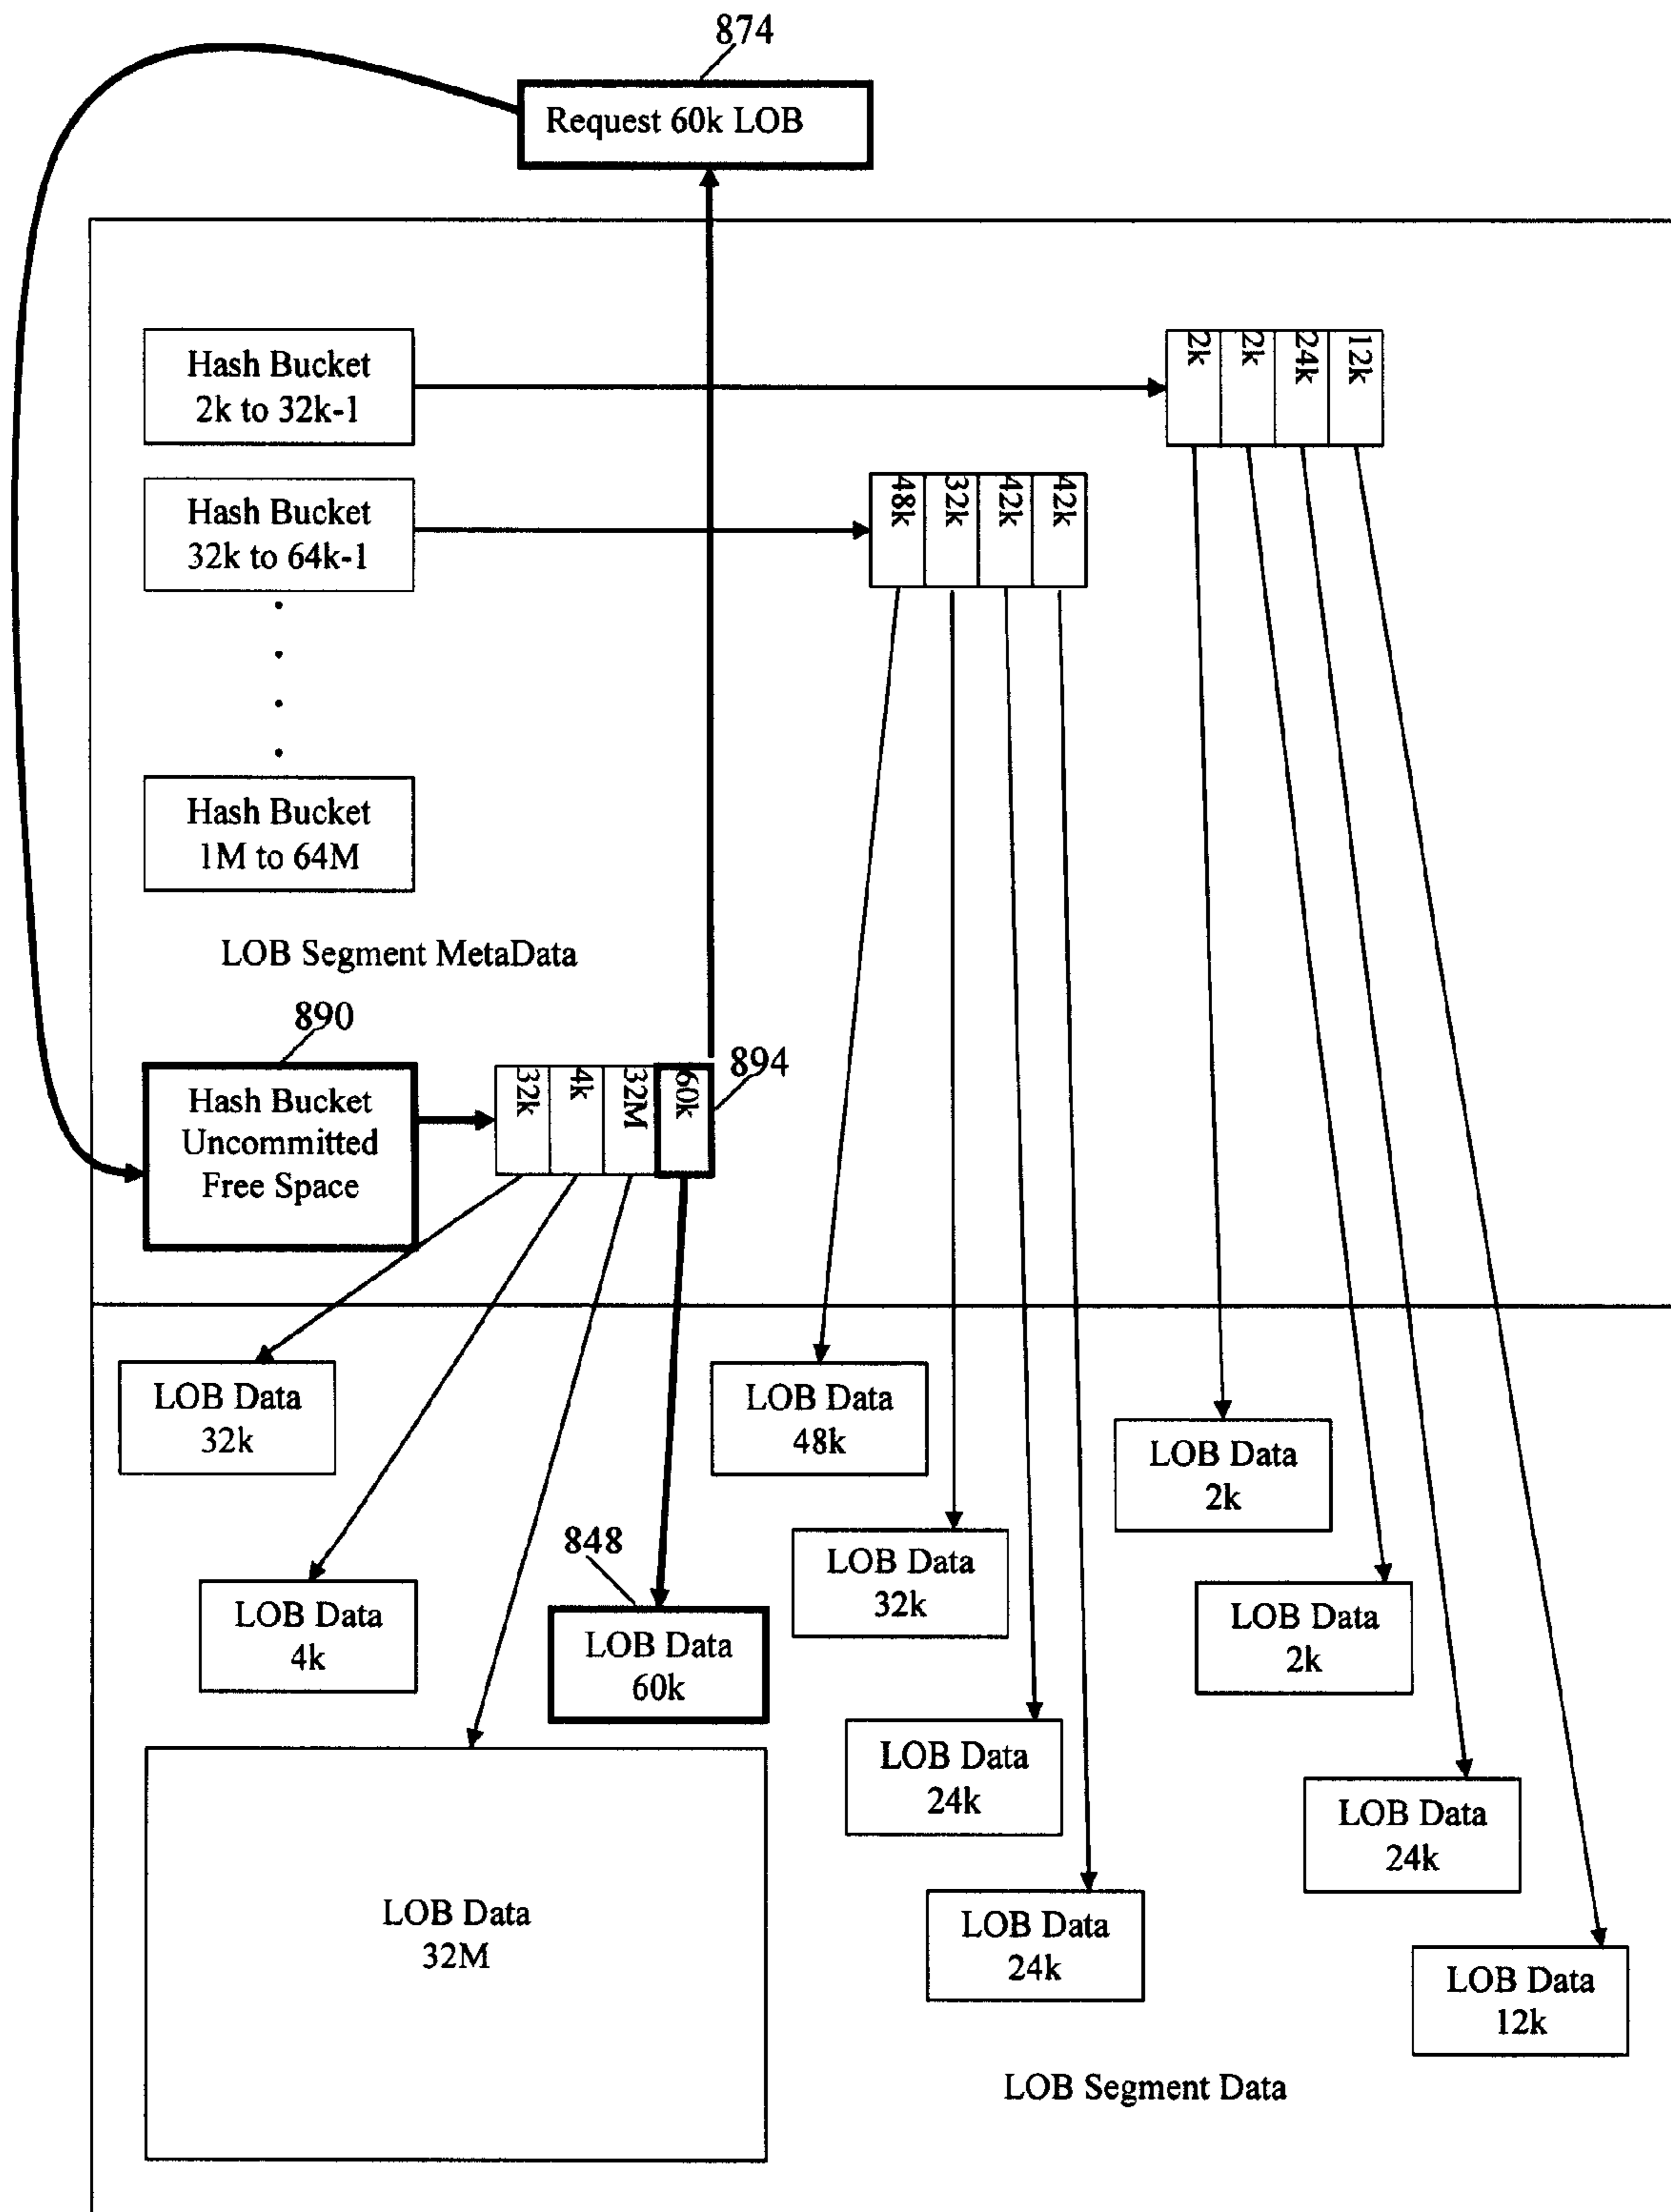 874
Request 60k LOB
Hash Bucket
2k to 32k-1
2k
2k
24k
12k
Hash Bucket
32k to 64k-1
48k
32k
42k
42k
Hash Bucket
1M to 64M
LOB Segment MetaData
890
Hash Bucket
Uncommitted
Free Space
32k
4k
32M
60k
894
LOB Data
32k
LOB Data
48k
LOB Data
2k
LOB Data
32k
848
LOB Data
4k
LOB Data
60k
LOB Data
2k
LOB Data
24k
LOB Data
24k
LOB Data
32M
LOB Data
24k
LOB Data
12k
LOB Segment Data